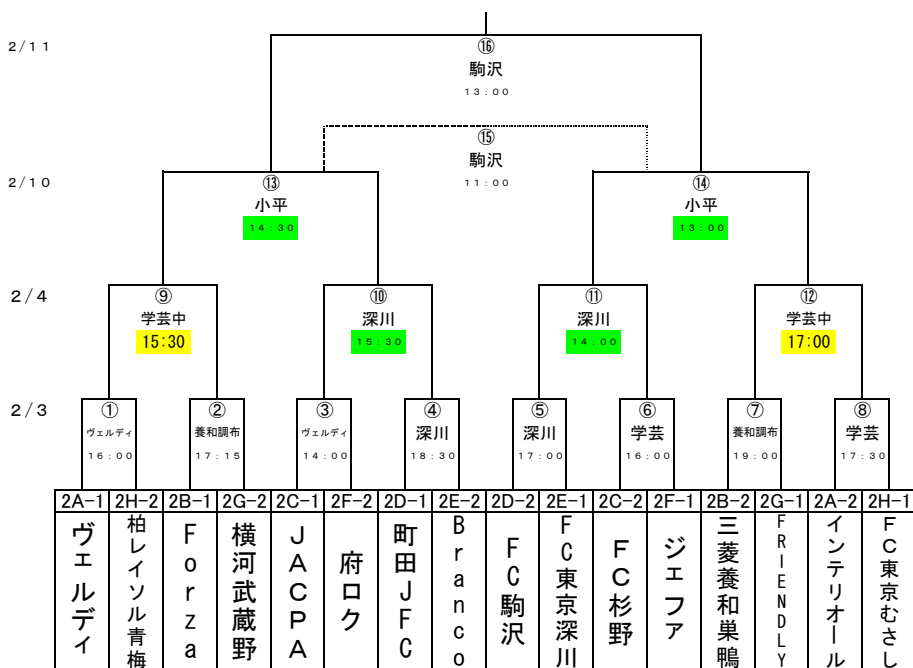 2/11
⑯
駒沢
13:00
⑮
駒沢
11:00
2/10
⑬
小平
14:30
⑭
小平
13:00
2/4
⑨
学芸中
15:30
⑩
深川
15:30
⑪
深川
14:00
⑫
学芸中
17:00
2/3
①
ヴェルディ
16:00
②
養和調布
17:15
③
ヴェルディ
14:00
④
深川
18:30
⑤
深川
17:00
⑥
学芸
16:00
⑦
養和調布
19:00
⑧
学芸
17:30
2A-1 2H-2 2B-1 2G-2 2C-1 2F-2 2D-1 2E-2 2D-2 2E-1 2C-2 2F-1 2B-2 2G-1 2A-2 2H-1
ヴェルディ
柏レイソル青梅
Forza
横河武蔵野
JACPA
府ロク
町田JFC
Branco
FC駒沢
FC東京深川
FC杉野
ジェファ
三菱養和巣鴨
FRIENDLY
インテリオール
FC東京むさし